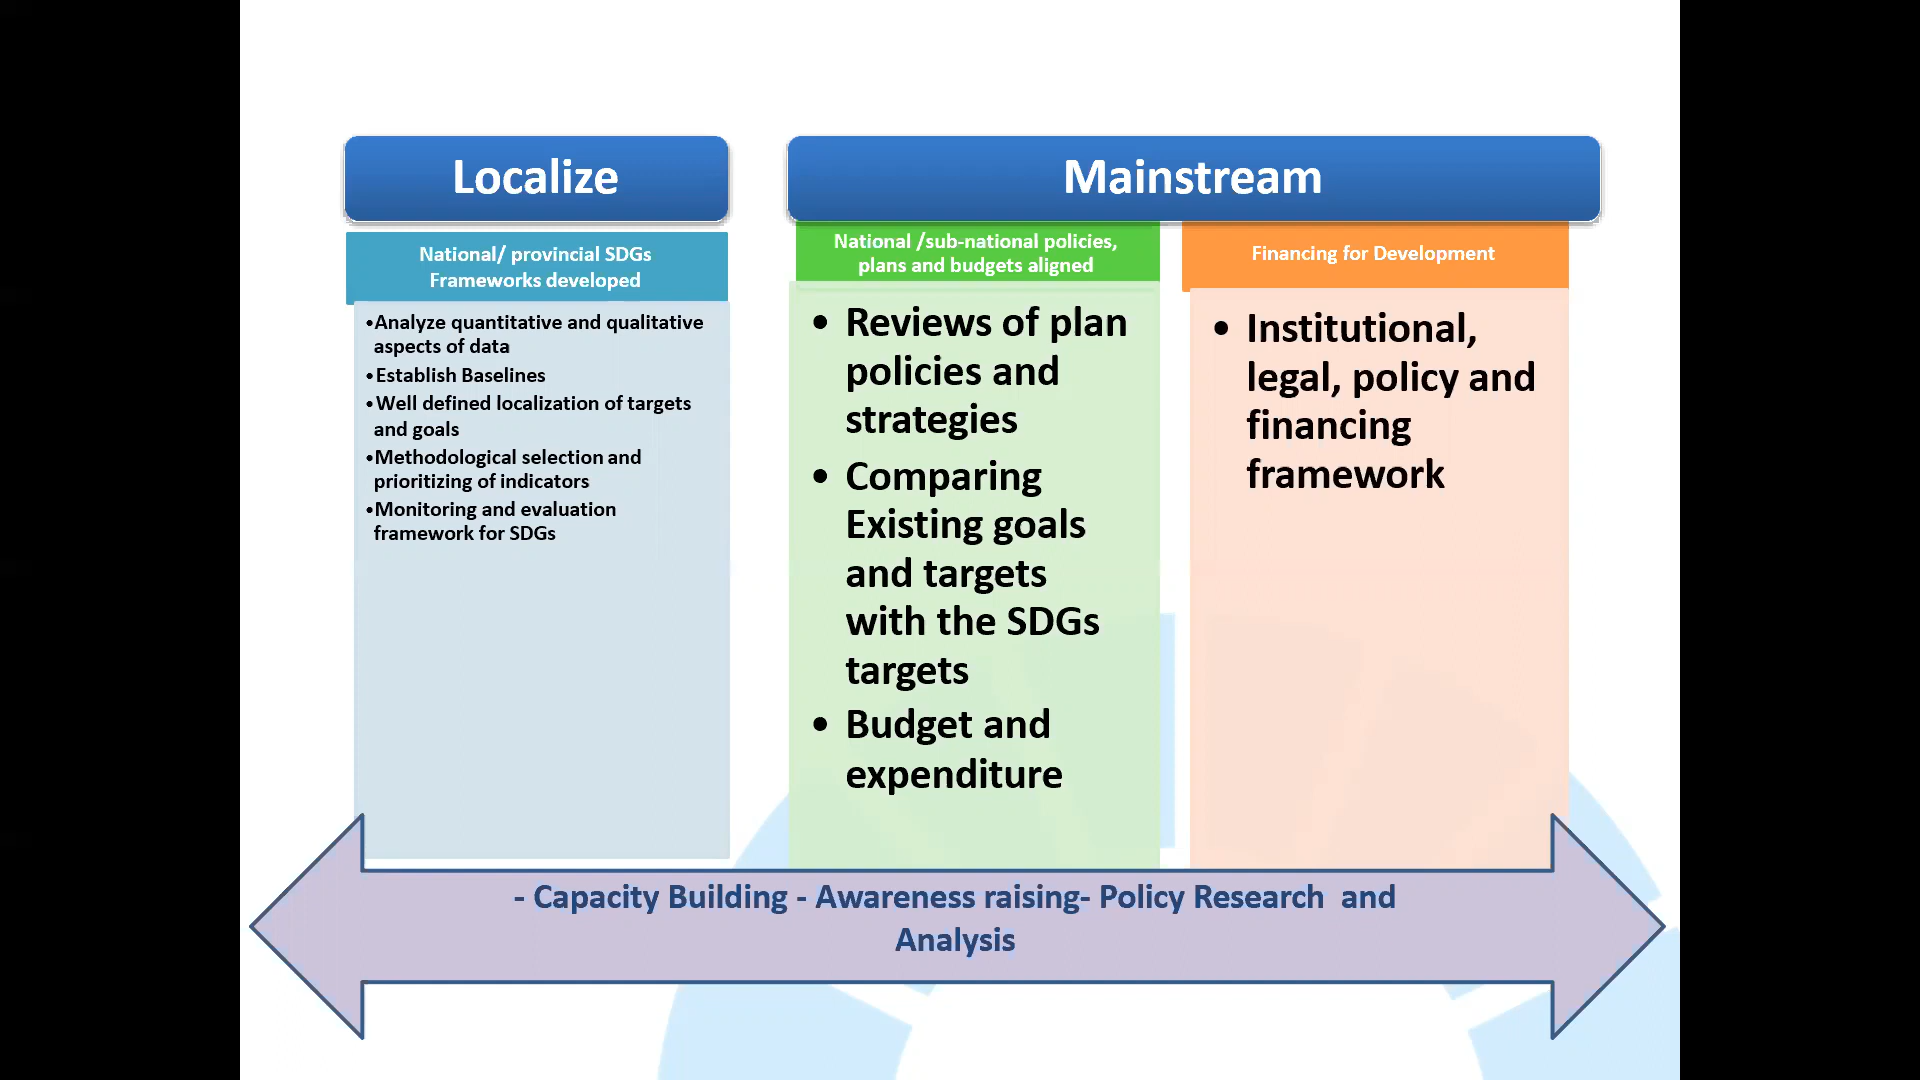 Localize
National/ provincial SDGs
Frameworks developed
•Analyze quantitative and qualitative
aspects of data
•Establish Baselines
•Well defined localization of targets
and goals
•Methodological selection and
prioritizing of indicators
•Monitoring and evaluation
framework for SDGs
Mainstream
National /sub-national policies,
plans and budgets aligned
• Reviews of plan
policies and
strategies
• Comparing
Existing goals
and targets
with the SDGs
targets
• Budget and
expenditure
Financing for Development
• Institutional,
legal, policy and
financing
framework
- Capacity Building - Awareness raising- Policy Research  and
Analysis